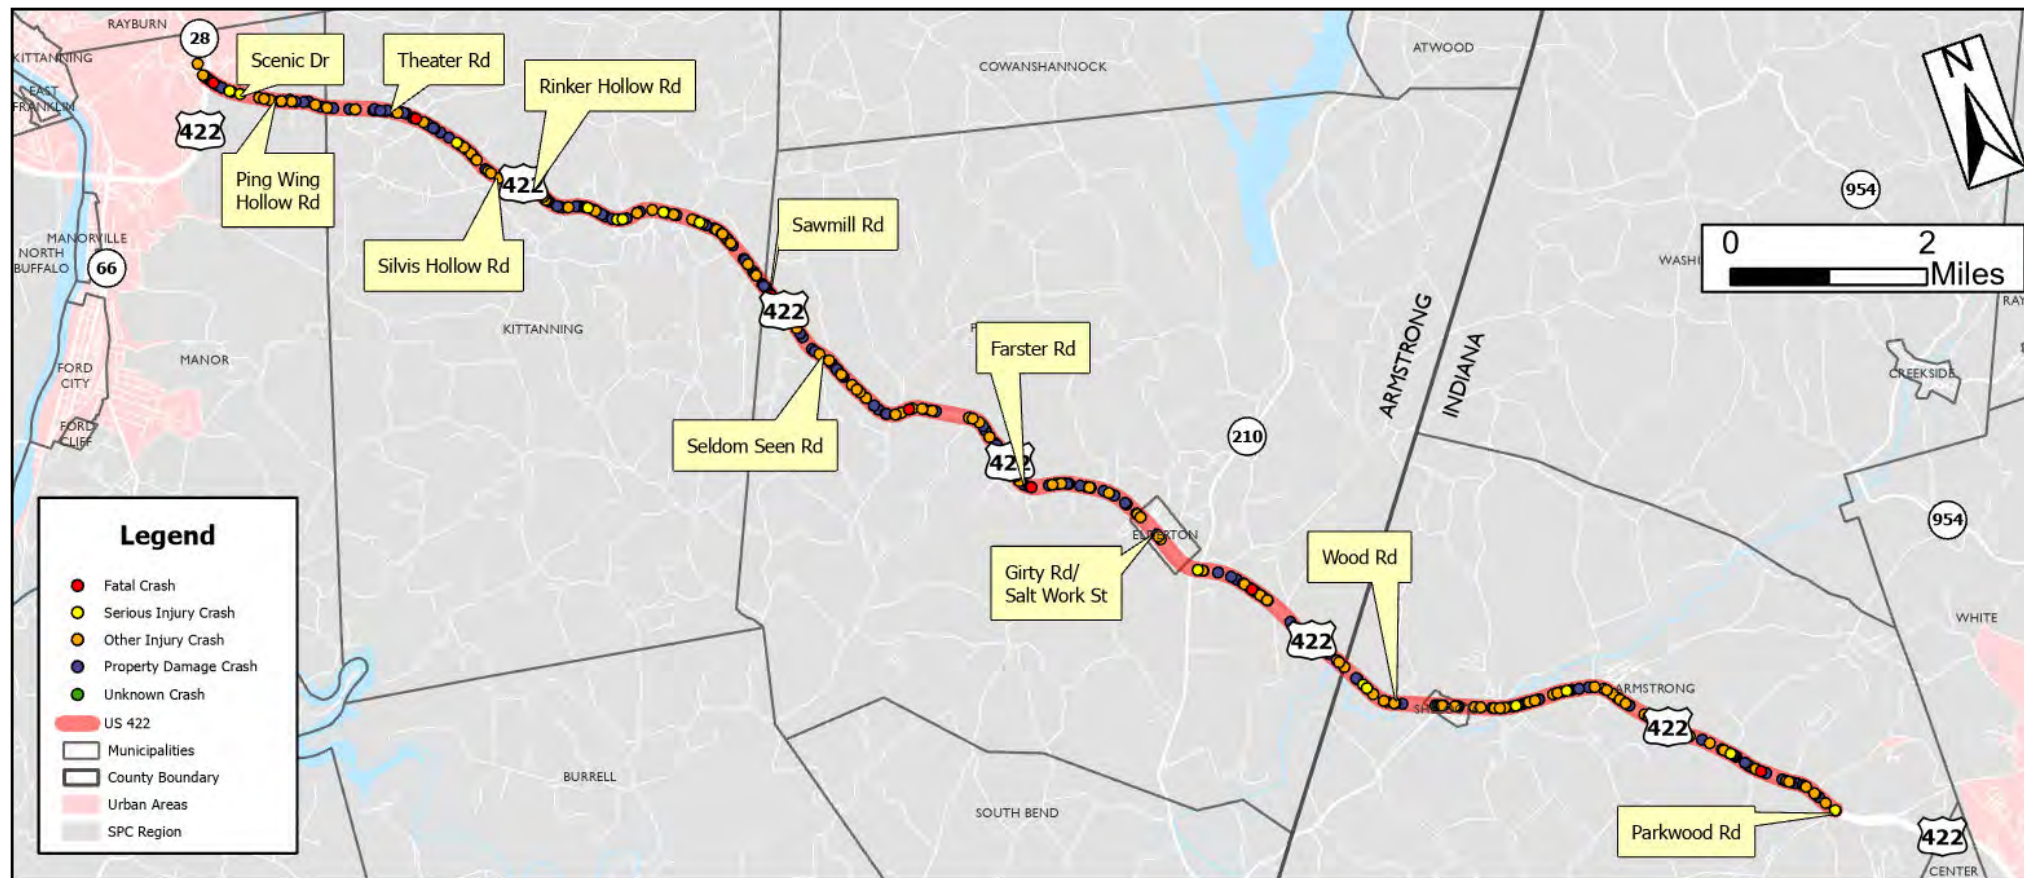 RAYBURN
KITTANNING
28
EAST
FRANKLIN
422
Scenic Dr
Theater Rd
Rinker Hollow Rd
Ping Wing
Hollow Rd
422
Silvis Hollow Rd
COWANSHANNOCK
ATWOOD
N
954
0 2
Miles
MANORVILLE
NORTH
BUFFALO
66
Sawmill Rd
422
KITTANNING
MANOR
FORD
CITY
FORD
CLIFF
Farster Rd
ARMSTRONG
INDIANA
CREEKSIDE
Seldom Seen Rd
422
210
954
Girty Rd/
Salt Work St
Wood Rd
422
WHITE
ARMSTRONG
422
BURRELL
SOUTH BEND
Parkwood Rd
422
CENTER
Legend
Fatal Crash
Serious Injury Crash
Other Injury Crash
Property Damage Crash
Unknown Crash
US 422
Municipalities
County Boundary
Urban Areas
SPC Region